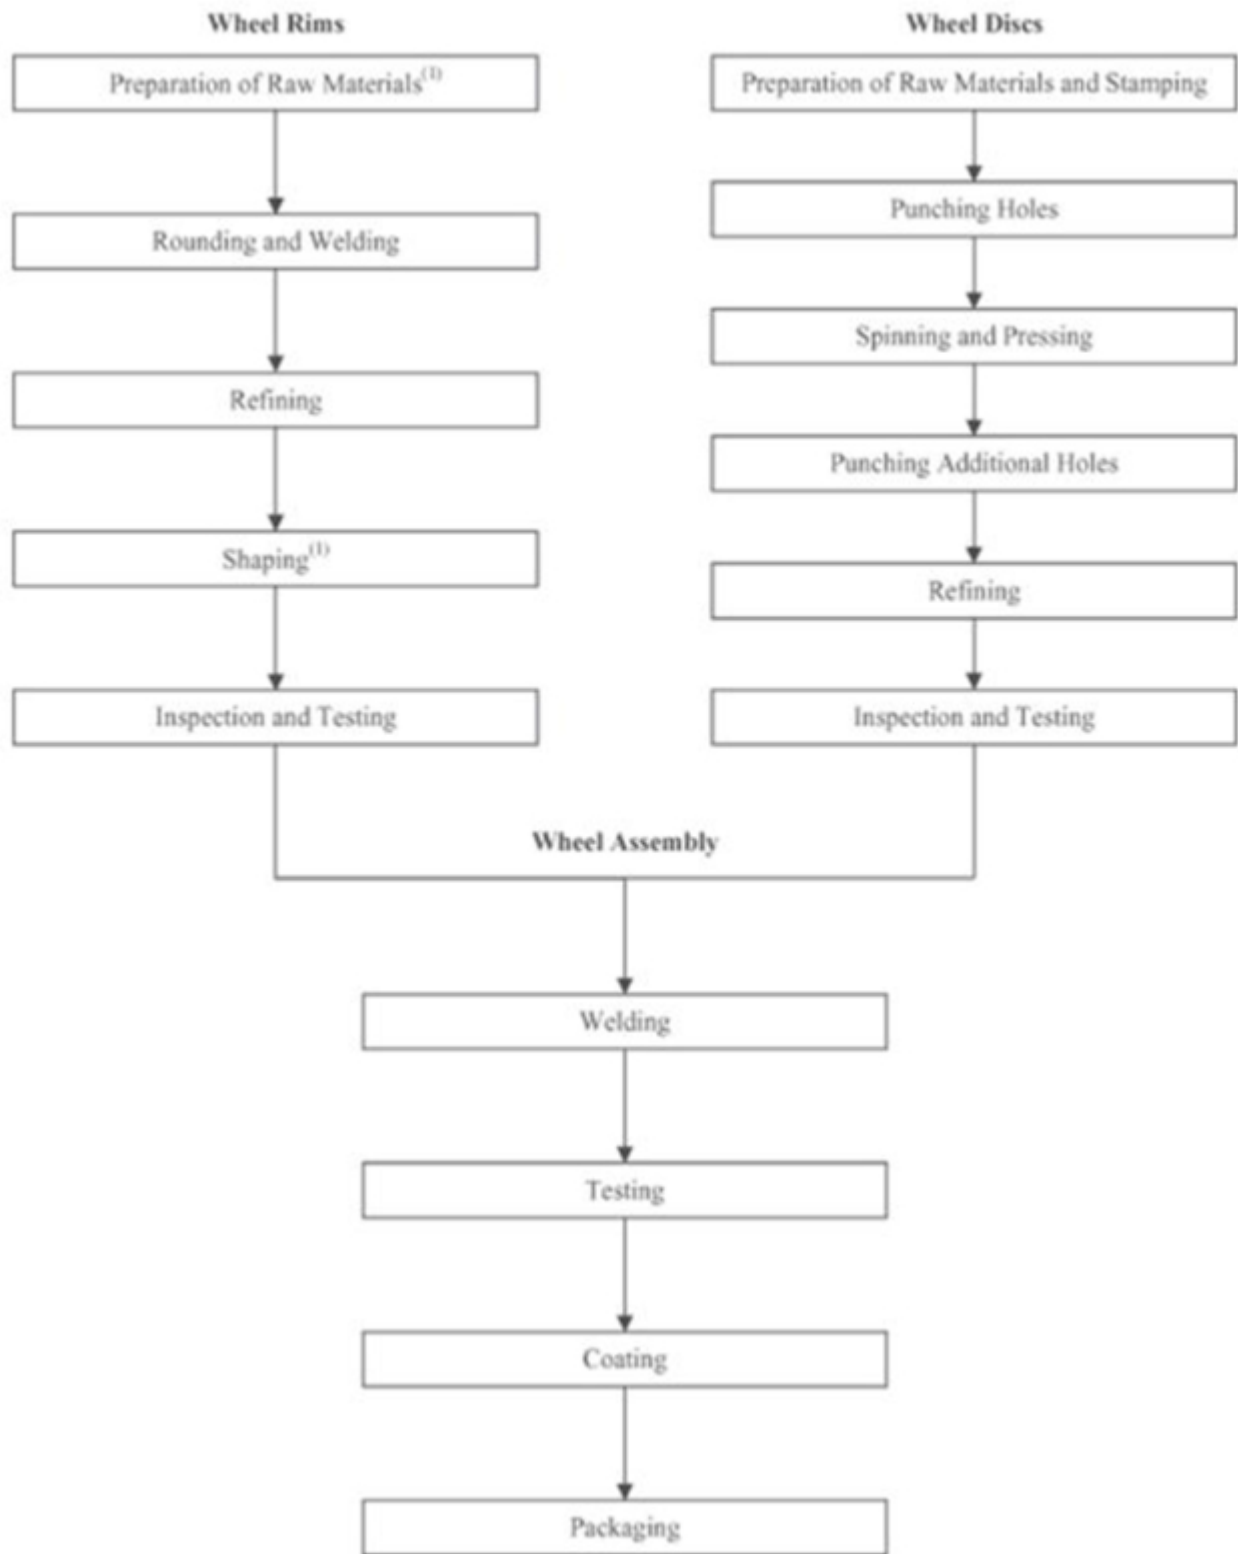 Wheel Rims
Preparation of Raw Materials(1)
Rounding and Welding
Refining
Shaping(1)
Inspection and Testing
Wheel Discs
Preparation of Raw Materials and Stamping
Punching Holes
Spinning and Pressing
Punching Additional Holes
Refining
Inspection and Testing
Wheel Assembly
Welding
Testing
Coating
Packaging